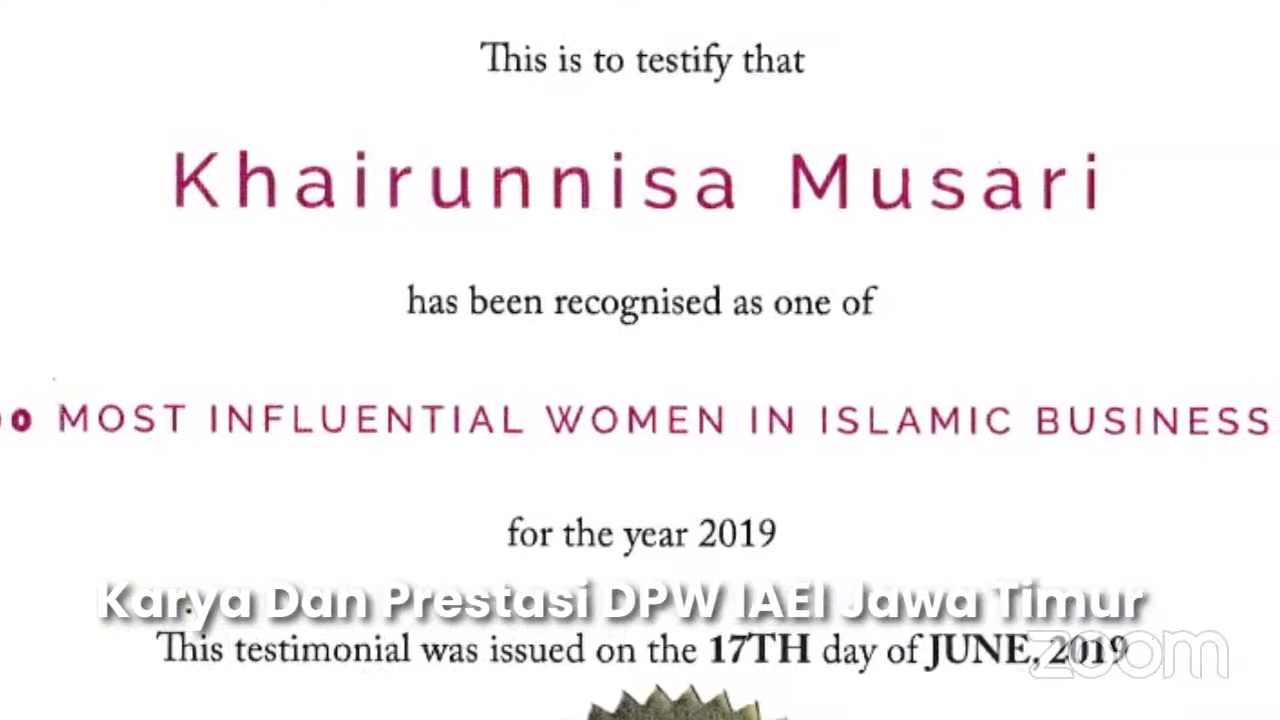 This is to testify that
Khairunnisa Musari
has been recognised as one of
MOST INFLUENTIAL WOMEN IN ISLAMIC BUSINESS
for the year 2019
Karya Dan Prestasi DPW IAEI Jawa Timur
This testimonial was issued on the 17TH day of JUNE, 2019
zoom